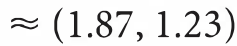 ≈ (1.87, 1.23)